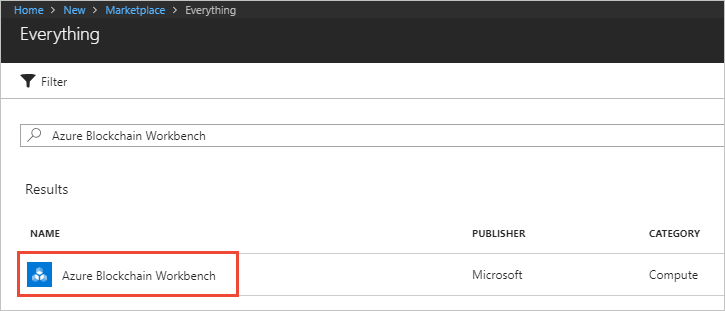 Home > New > Marketplace > Everything
Everything
Filter
Azure Blockchain Workbench
Results
NAME PUBLISHER CATEGORY
Azure Blockchain Workbench Microsoft Compute